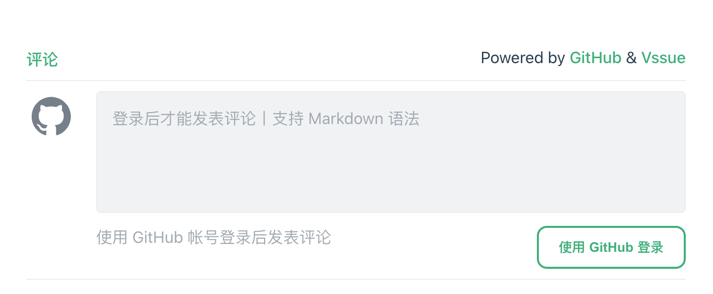 评论
Powered by GitHub & Vssue
登录后才能发表评论丨支持 Markdown 语法
使用 GitHub 帐号登录后发表评论
使用 GitHub 登录